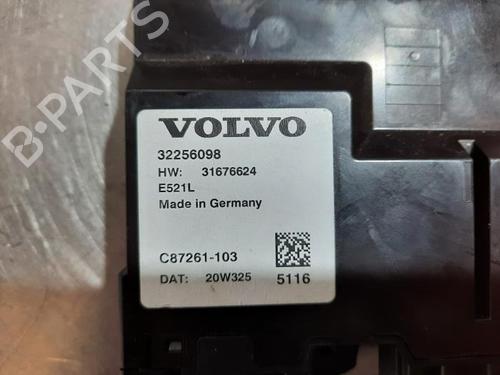 B-PARTS
VOLVO
32256098
HW: 31676624
E521L
Made in Germany
C87261-103
DAT: 20W325 5116